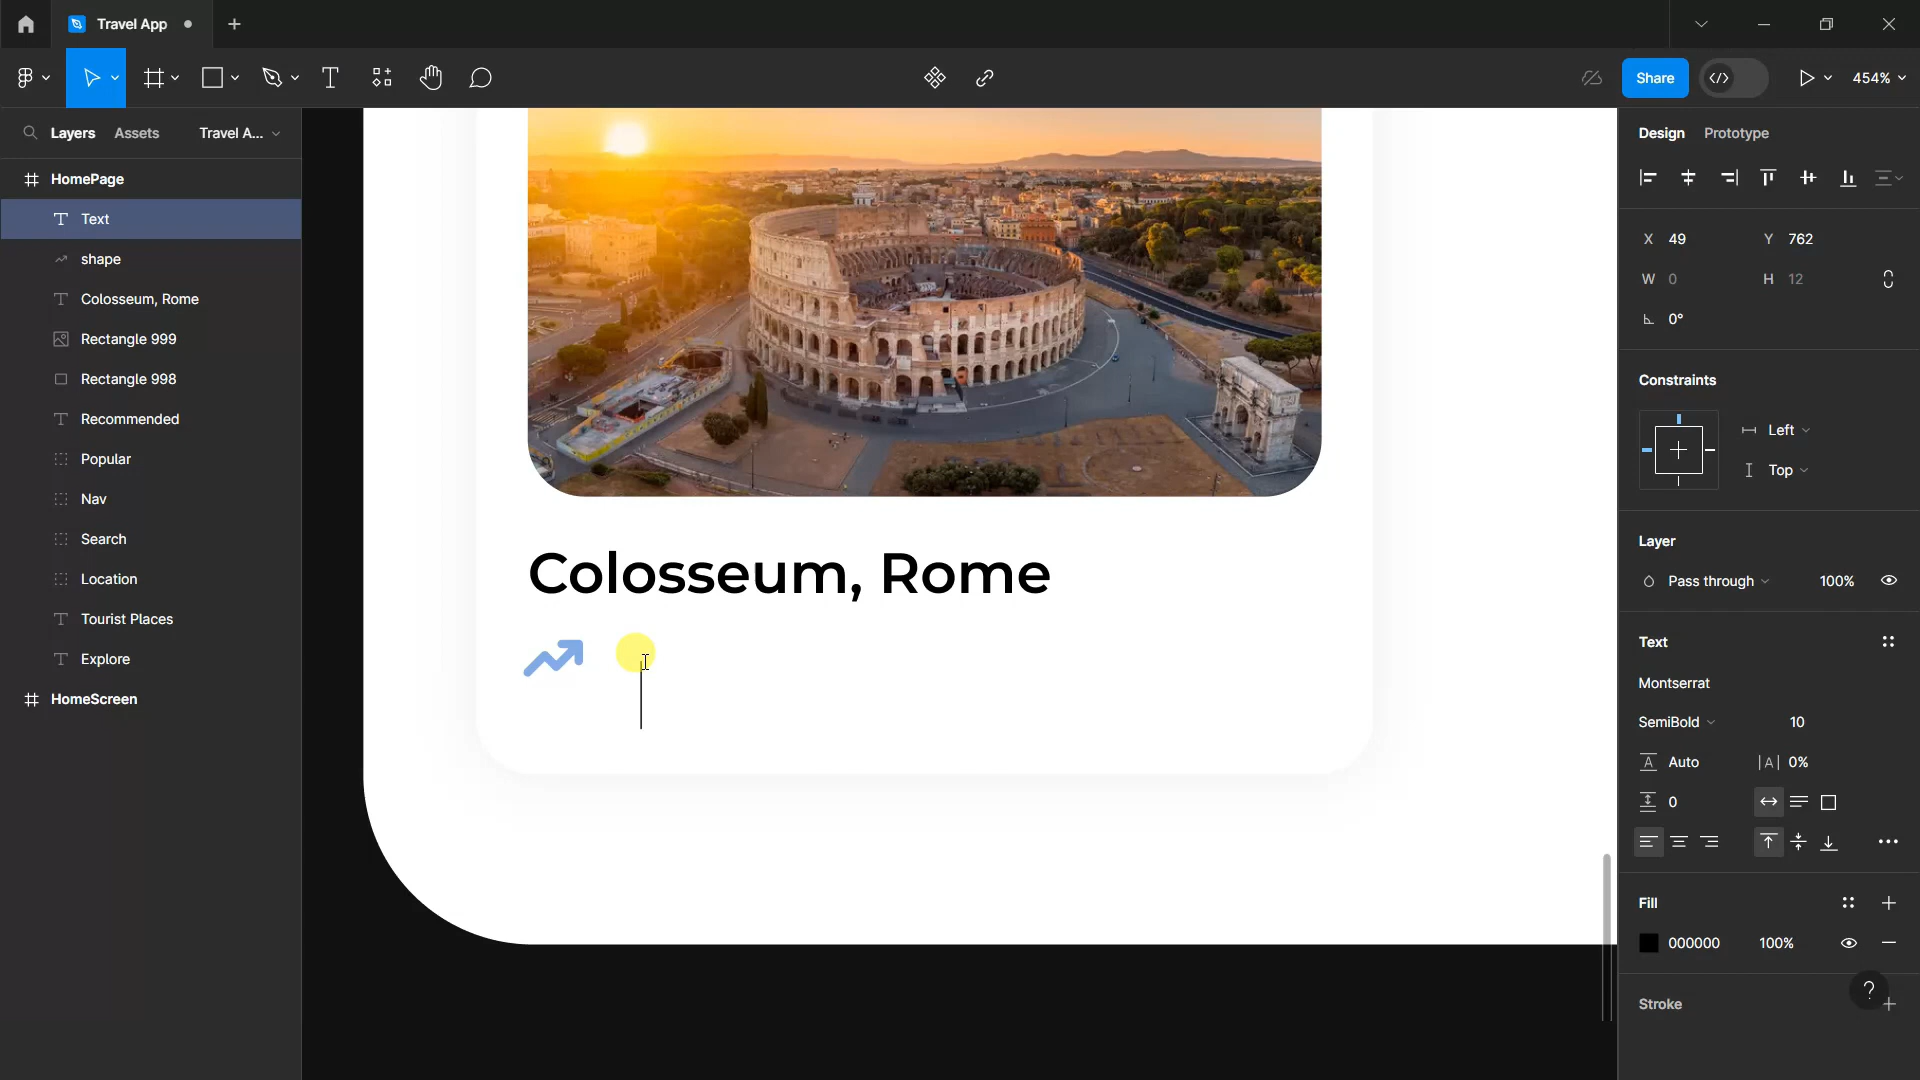 Travel App
Share
454%
Layers Assets Travel A...
Design Prototype
HomePage
Text
shape
Colosseum, Rome
Rectangle 999
Rectangle 998
Recommended
Popular
Nav
Search
Location
Tourist Places
Explore
HomeScreen
Colosseum, Rome
X 49 Y 762
W 0 H 12
0°
Constraints
Left
Top
Layer
Pass through 100%
Text
Montserrat
SemiBold 10
A Auto |A| 0%
0
Fill
000000 100%
?
Stroke